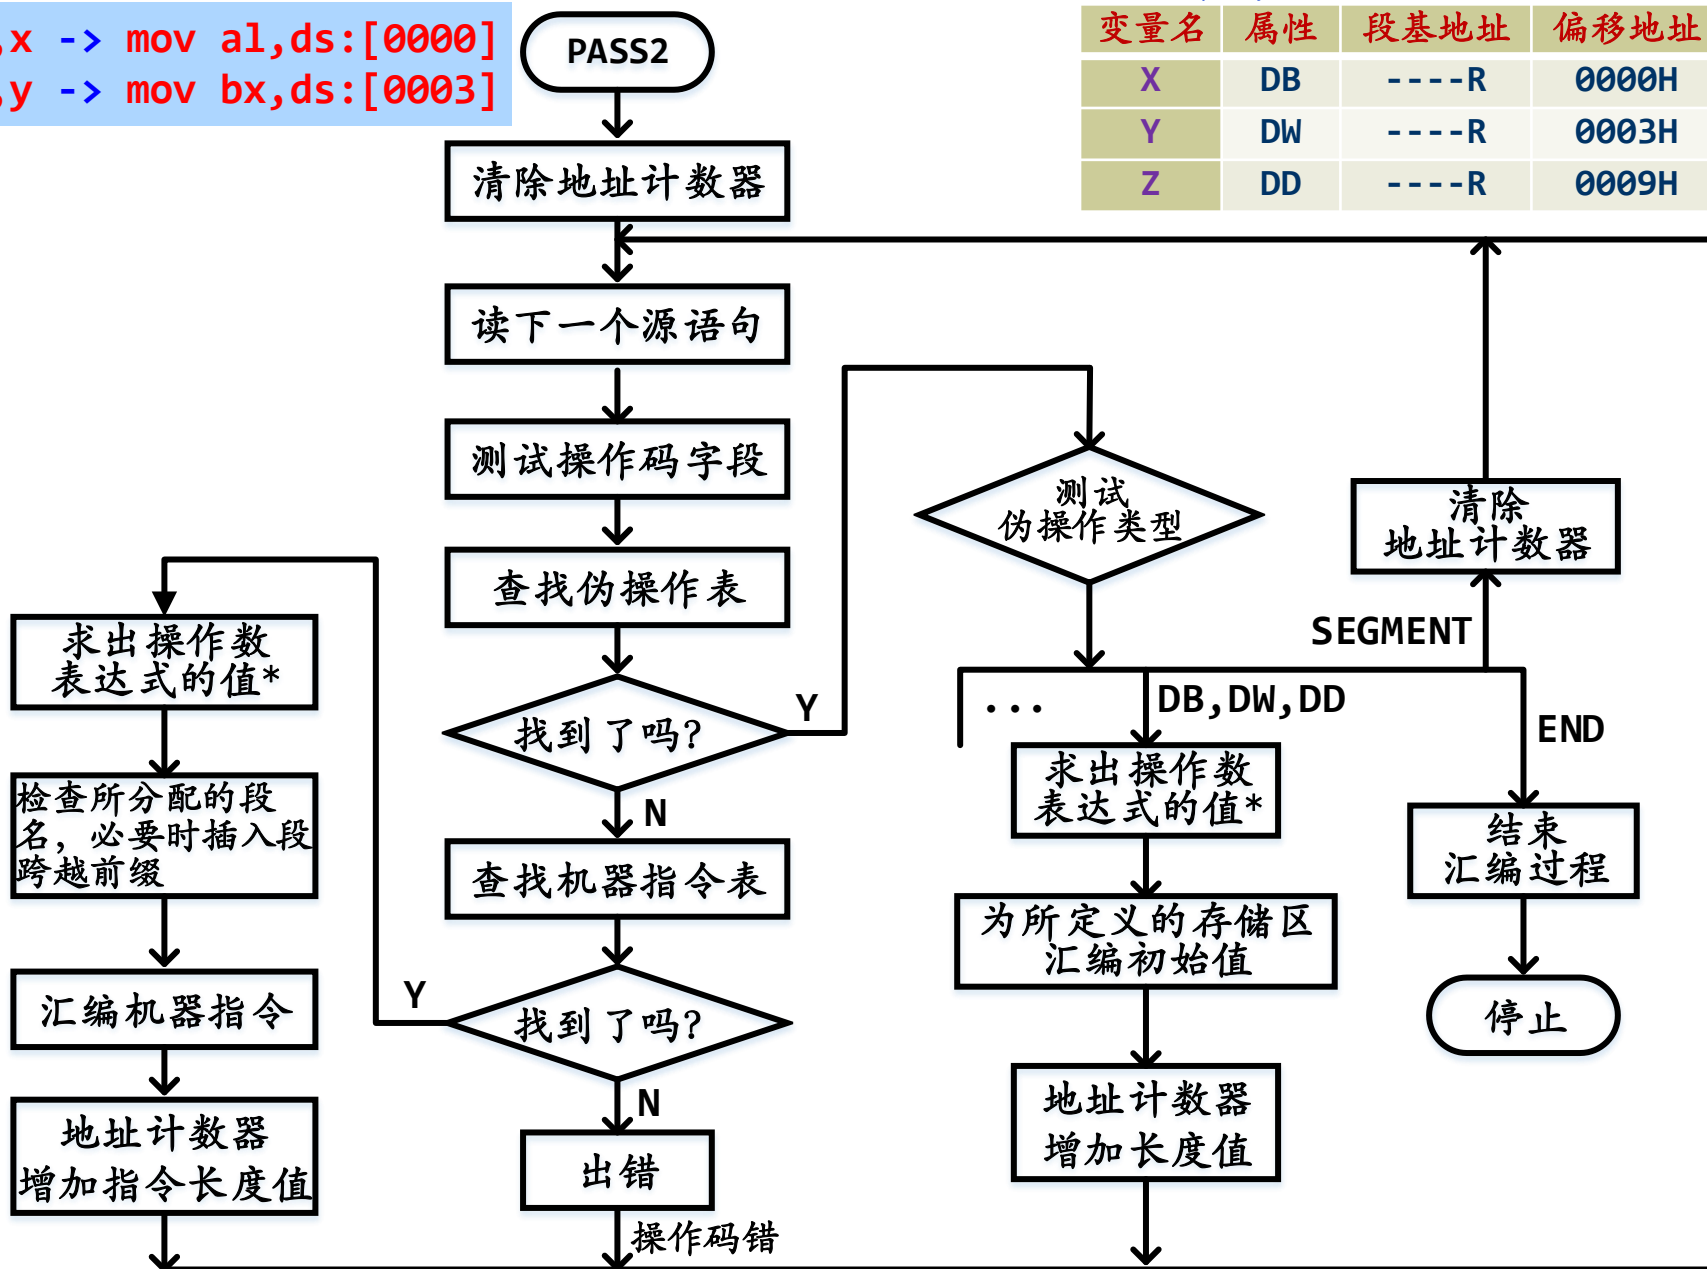 ,x -> mov al,ds:[0000]
,y -> mov bx,ds:[0003]
PASS2
变量名 属性 段基地址 偏移地址
X DB ----R 0000H
Y DW ----R 0003H
Z DD ----R 0009H
清除地址计数器
读下一个源语句
测试操作码字段
查找伪操作表
找到了吗?
Y
N
查找机器指令表
找到了吗?
Y
N
出错
操作码错
求出操作数
表达式的值*
检查所分配的段
名，必要时插入段
跨越前缀
汇编机器指令
地址计数器
增加指令长度值
测试
伪操作类型
清除
地址计数器
SEGMENT
...
DB,DW,DD
END
求出操作数
表达式的值*
为所定义的存储区
汇编初始值
地址计数器
增加长度值
结束
汇编过程
停止